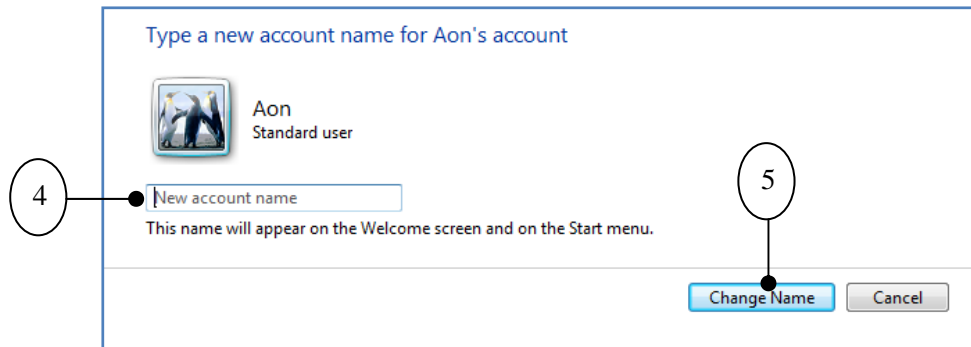 Type a new account name for Aon's account
Aon
Standard user
4
New account name
5
This name will appear on the Welcome screen and on the Start menu.
Change Name
Cancel